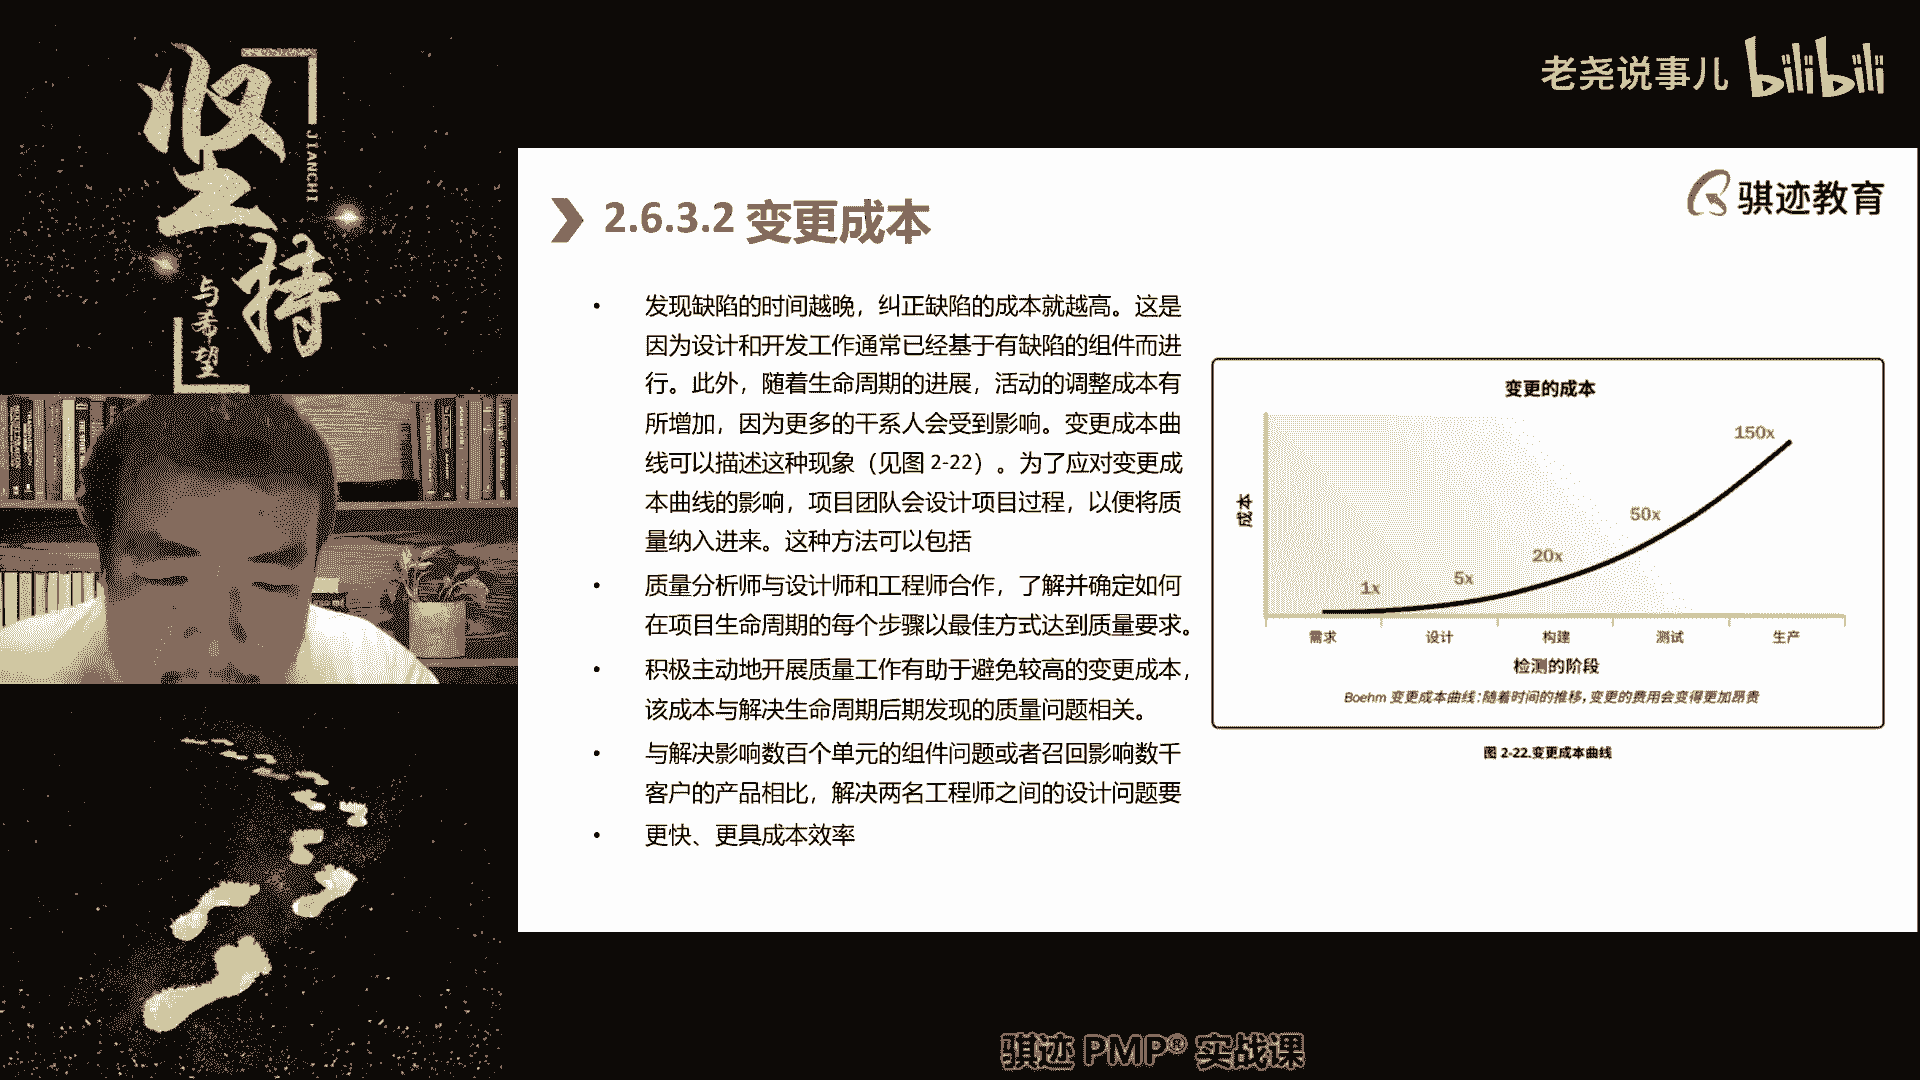 坚持
JIANCHI
与希望
老尧说事儿 bilibili
骐迹教育
2.6.3.2 变更成本
• 发现缺陷的时间越晚，纠正缺陷的成本就越高。这是
因为设计和开发工作通常已经基于有缺陷的组件而进
行。此外，随着生命周期的进展，活动的调整成本有
所增加，因为更多的干系人会受到影响。变更成本曲
线可以描述这种现象（见图 2-22）。为了应对变更成
本曲线的影响，项目团队会设计项目过程，以便将质
量纳入进来。这种方法可以包括
• 质量分析师与设计师和工程师合作，了解并确定如何
在项目生命周期的每个步骤以最佳方式达到质量要求。
• 积极主动地开展质量工作有助于避免较高的变更成本，
该成本与解决生命周期后期发现的质量问题相关。
• 与解决影响数百个单元的组件问题或者召回影响数千
客户的产品相比，解决两名工程师之间的设计问题要
• 更快、更具成本效率
变更的成本
成本
1x
5x
20x
50x
150x
需求 设计 构建 测试 生产
检测的阶段
Boehm 变更成本曲线：随着时间的推移，变更的费用会变得更加昂贵
图 2-22.变更成本曲线
骐迹 PMP® 实战课